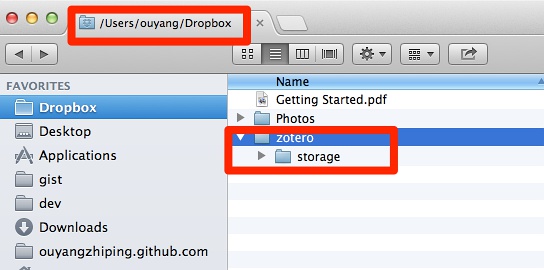 /Users/ouyang/Dropbox
FAVORITES
Dropbox
Desktop
Applications
gist
dev
Downloads
ouyangzhiping.github.com
Name
Getting Started.pdf
Photos
zotero
storage